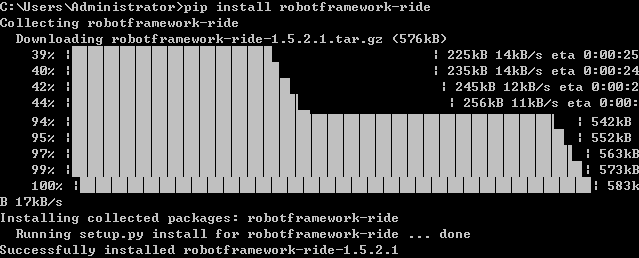 C:\Users\Administrator>pip install robotframework-ride
Collecting robotframework-ride
Downloading robotframework-ride-1.5.2.1.tar.gz (576kB)
39% | | 225kB 14kB/s eta 0:00:25
40% | | 235kB 14kB/s eta 0:00:24
42% | | 245kB 12kB/s eta 0:00:2
44% | | 256kB 11kB/s eta 0:00:
94% | | 542kB
95% | | 552kB
97% | | 563kB
99% | | 573kB
100% | | 583k
B 17kB/s
Installing collected packages: robotframework-ride
Running setup.py install for robotframework-ride ... done
Successfully installed robotframework-ride-1.5.2.1